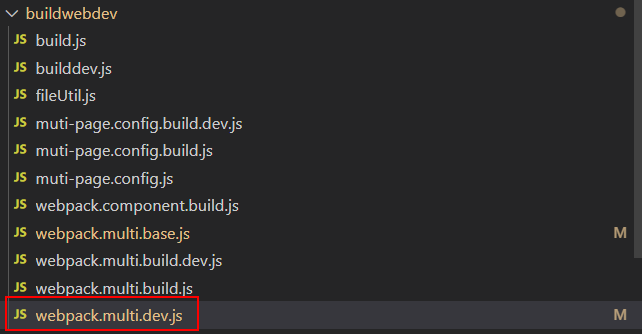 buildwebdev
JS build.js
JS builddev.js
JS fileUtil.js
JS muti-page.config.build.dev.js
JS muti-page.config.build.js
JS muti-page.config.js
JS webpack.component.build.js
JS webpack.multi.base.js M
JS webpack.multi.build.dev.js
JS webpack.multi.build.js
JS webpack.multi.dev.js M